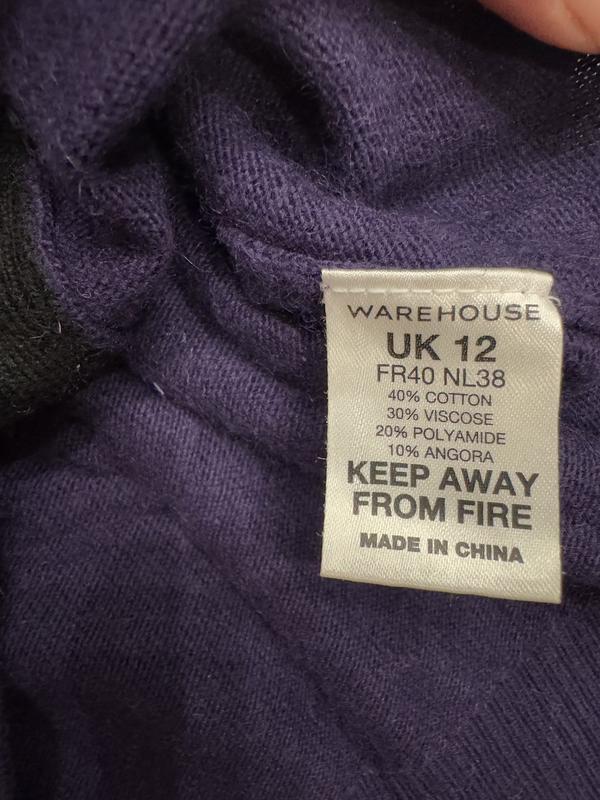 WAREHOUSE
UK 12
FR40 NL38
40% COTTON
30% VISCOSE
20% POLYAMIDE
10% ANGORA
KEEP AWAY
FROM FIRE
MADE IN CHINA